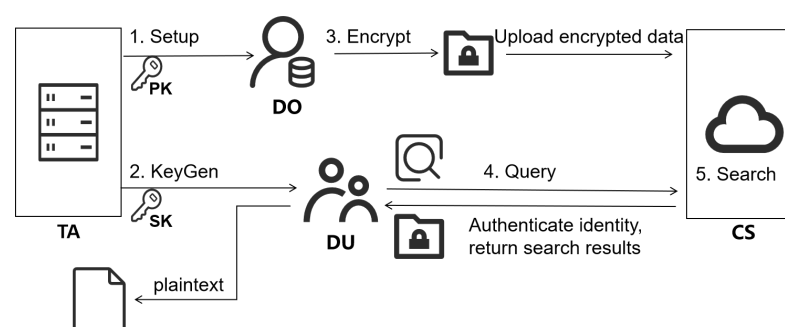 1. Setup
3. Encrypt
Upload encrypted data
PK
DO
2. KeyGen
4. Query
5. Search
SK
TA
DU
Authenticate identity,
return search results
CS
plaintext